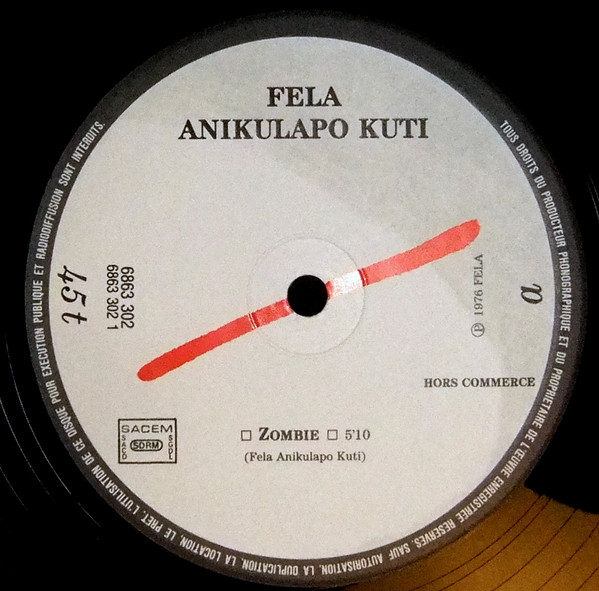 FELA
ANIKULAPO KUTI
TOUS DROITS DU PRODUCTEUR PHONOGRAPHIQUE ET DU PROPRIETAIRE DE L'ŒUVRE ENREGISTREE RESERVES. SAUF AUTORISATION, LA DUPLICATION, LA LOCATION, LE PRET, L'UTILISATION DE CE DISQUE POUR EXECUTION PUBLIQUE ET RADIODIFFUSION SONT INTERDITS.
45 t
6863 302
6863 302 1
℗ 1976 FELA
a
HORS COMMERCE
SACEM
SACD
SDRM
SGDL
□ ZOMBIE □ 5'10
(Fela Anikulapo Kuti)